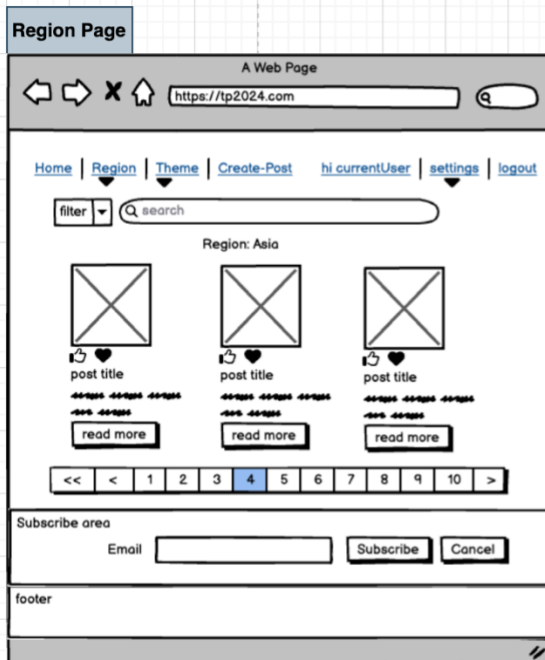 Region Page
A Web Page
https://tp2024.com
Home Region Theme Create-Post hi currentUser settings logout
filter search
Region: Asia
post title post title post title
read more read more read more
<< < 1 2 3 4 5 6 7 8 9 10 >
Subscribe area
Email Subscribe Cancel
footer